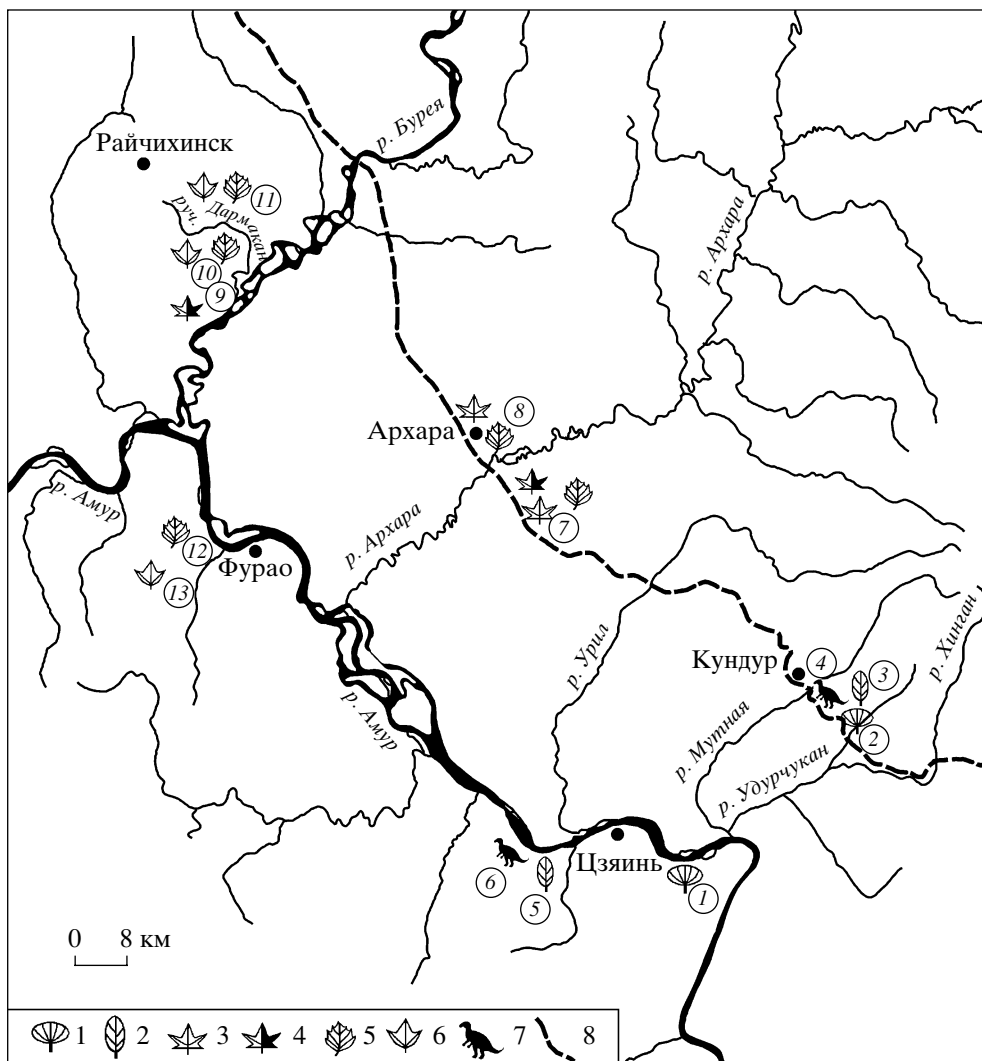 р. Бурея
Райчихинск
11
руч. Дармакан
р. Архара
10
9
8
Архара
р. Амур
7
р. Архара
12
Фурао
13
р. Хинган
р. Урил
Кундур
4
3
р. Мутная
2
р. Амур
р. Удурчукан
Цзяинь
6
5
1
0 8 км
1 2 3 4 5 6 7 8